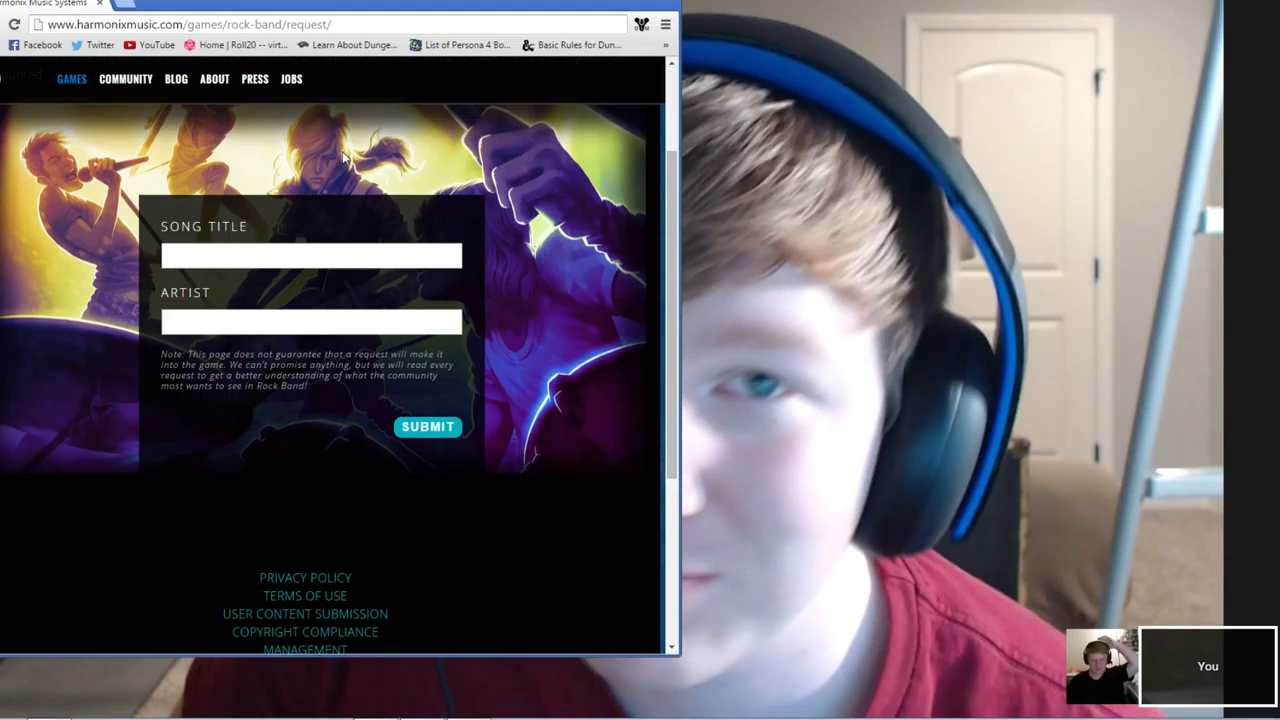 rmonix Music Systems
www.harmonixmusic.com/games/rock-band/request/
Facebook Twitter YouTube Home | Roll20 -- virt... Learn About Dunge... List of Persona 4 Bo... Basic Rules for Dun... »
GAMES COMMUNITY BLOG ABOUT PRESS JOBS
SONG TITLE
ARTIST
Note: This page does not guarantee that a request will make it
into the game. We can't promise anything, but we will read every
request to get a better understanding of what the community
most wants to see in Rock Band!
SUBMIT
PRIVACY POLICY
TERMS OF USE
USER CONTENT SUBMISSION
COPYRIGHT COMPLIANCE
MANAGEMENT
You